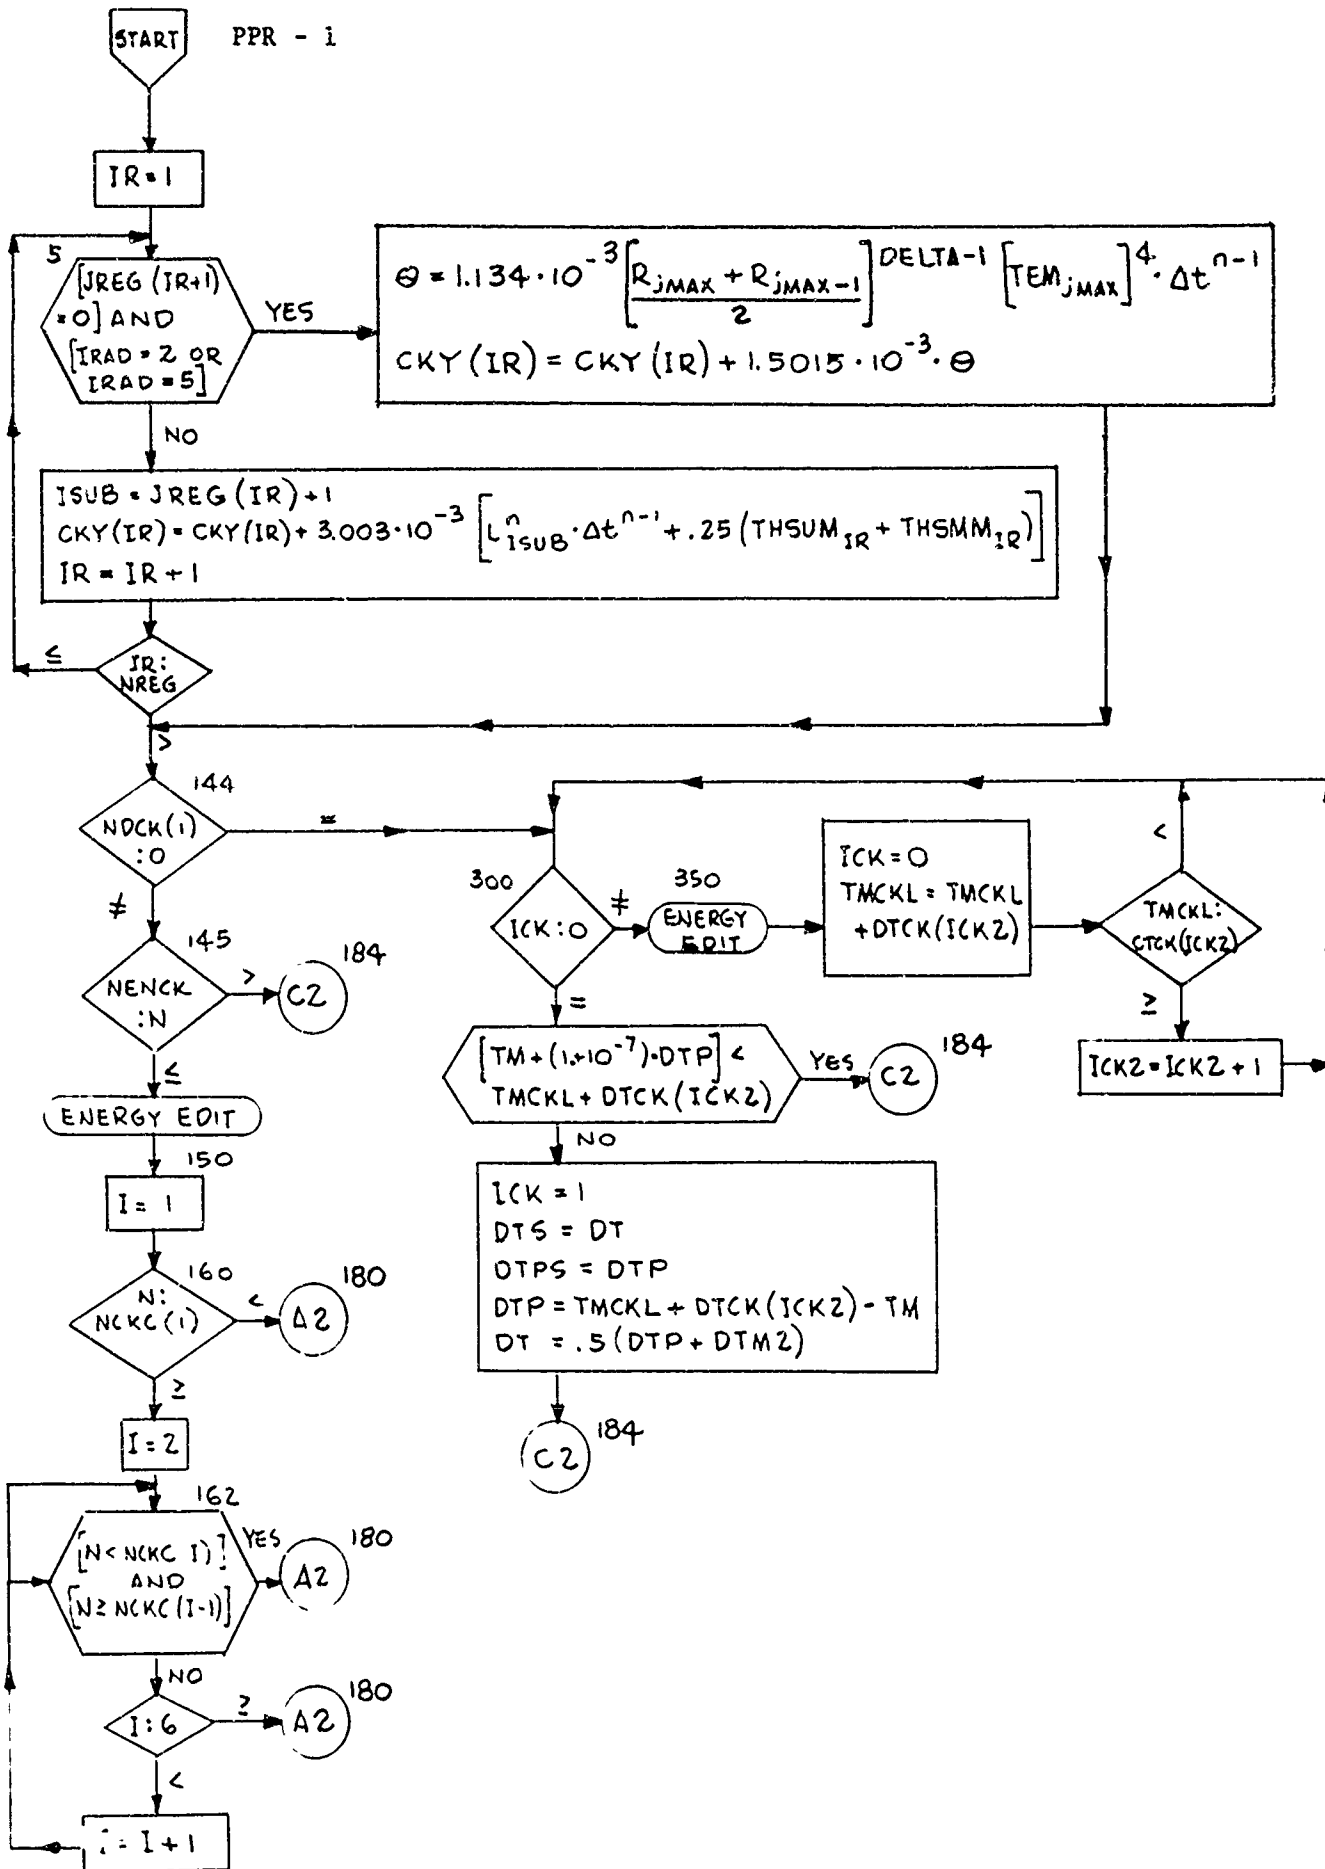 START
PPR - 1
IR = 1
5
[JREG (IR+1)
= 0] AND
[IRAD = 2 OR
IRAD = 5]
YES
Θ = 1.134·10^-3 [(R_jMAX + R_jMAX-1)/2]^DELTA-1 [TEM_jMAX]^4 · Δt^n-1
CKY (IR) = CKY (IR) + 1.5015·10^-3 · Θ
NO
ISUB = JREG (IR) + 1
CKY (IR) = CKY (IR) + 3.003·10^-3 [L^n_ISUB · Δt^n-1 + .25 (THSUM_IR + THSMM_IR)]
IR = IR + 1
≤
IR:
NREG
>
144
NDCK(1)
:0
=
≠
145
NENCK
:N
>
184
C2
≤
ENERGY EDIT
150
I = 1
160
N:
NCKC (1)
<
180
A2
≥
I = 2
162
[N < NCKC I)]
AND
[N ≥ NCKC (I-1)]
YES
180
A2
NO
I : 6
≥
180
A2
<
= I + 1
300
ICK : 0
≠
350
ENERGY
EDIT
ICK = 0
TMCKL = TMCKL
+ DTCK (ICK2)
TMCKL:
CTCK(ICK2)
<
≥
ICK2 = ICK2 + 1
=
[TM + (1.+10^-7)·DTP] <
TMCKL + DTCK (ICK2)
YES
184
C2
NO
ICK = 1
DTS = DT
DTPS = DTP
DTP = TMCKL + DTCK (ICK2) - TM
DT = .5 (DTP + DTM2)
184
C2